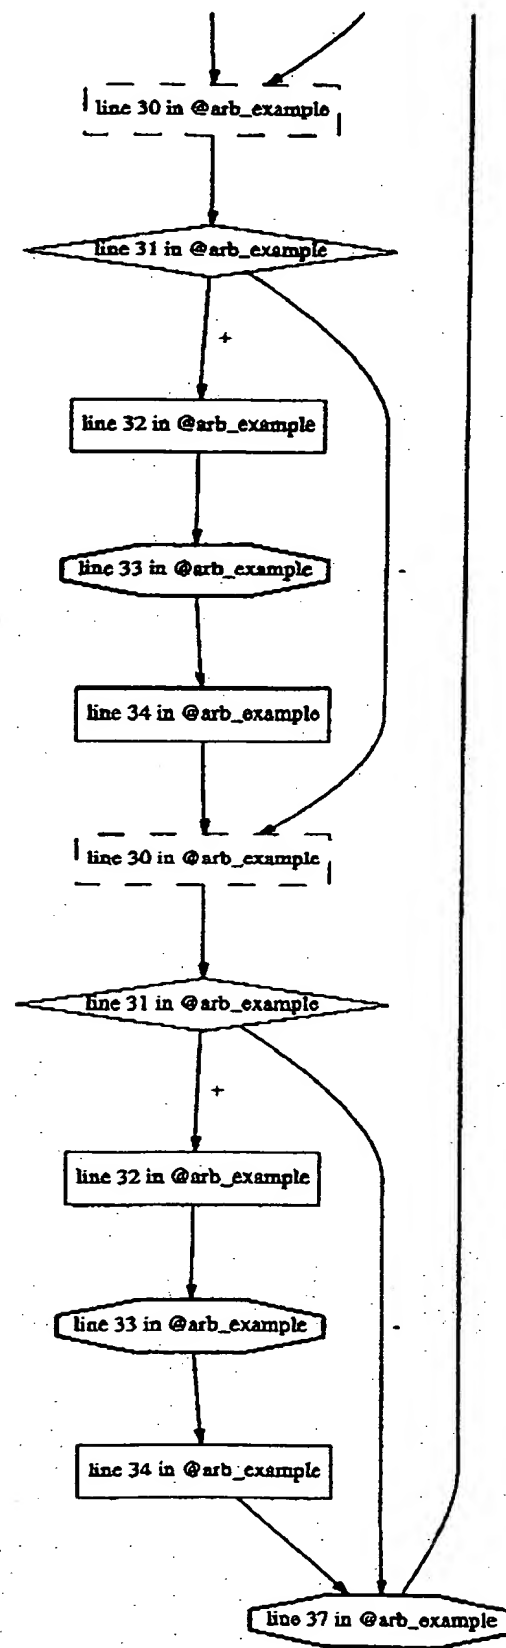 line 30 in @arb_example
line 31 in @arb_example
+
line 32 in @arb_example
line 33 in @arb_example
-
line 34 in @arb_example
line 30 in @arb_example
line 31 in @arb_example
+
line 32 in @arb_example
line 33 in @arb_example
-
line 34 in @arb_example
line 37 in @arb_example